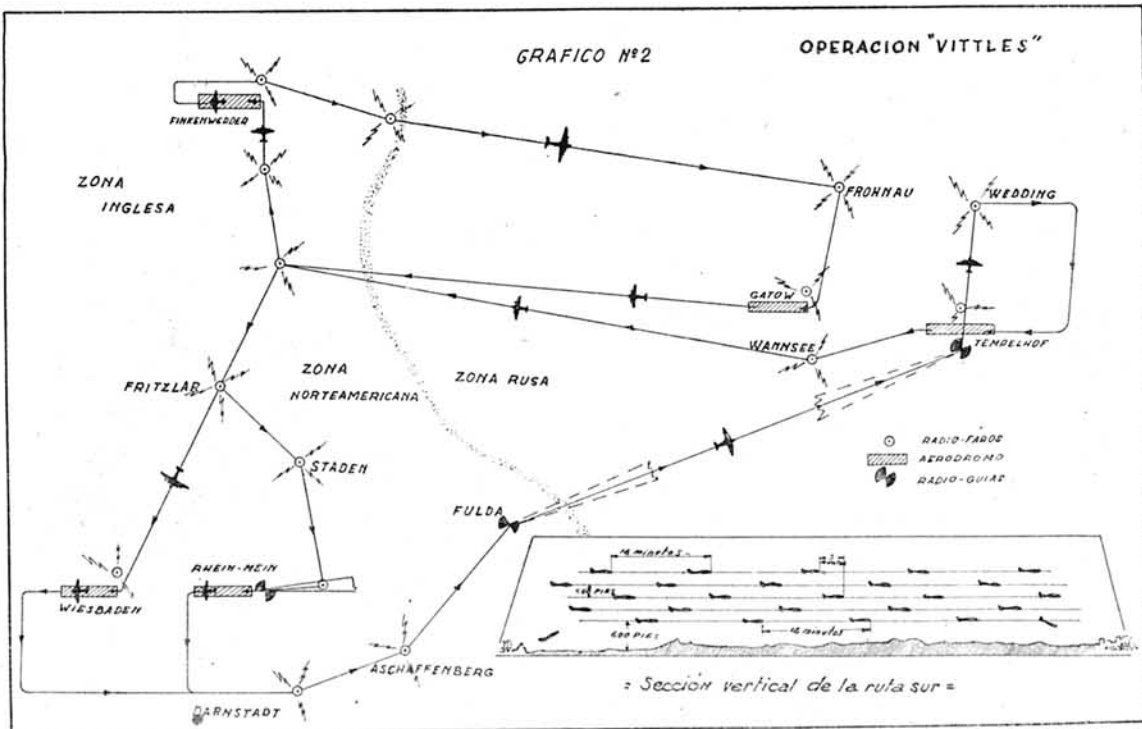 GRAFICO Nº2
OPERACION "VITTLES"
FINKENWERDER
ZONA
INGLESA
FROHNAU
WEDDING
GATOW
WANNSEE
TEMPELHOF
FRITZLAR
ZONA
NORTEAMERICANA
ZONA RUSA
STADEN
RADIO-FAROS
AERODROMO
RADIO-GUIAS
FULDA
RHEIN-MEIN
WIESBADEN
ASCHAFFENBERG
DARNSTADT
12 minutos
PIES
600 PIES
12 minutos
= Sección vertical de la ruta sur =